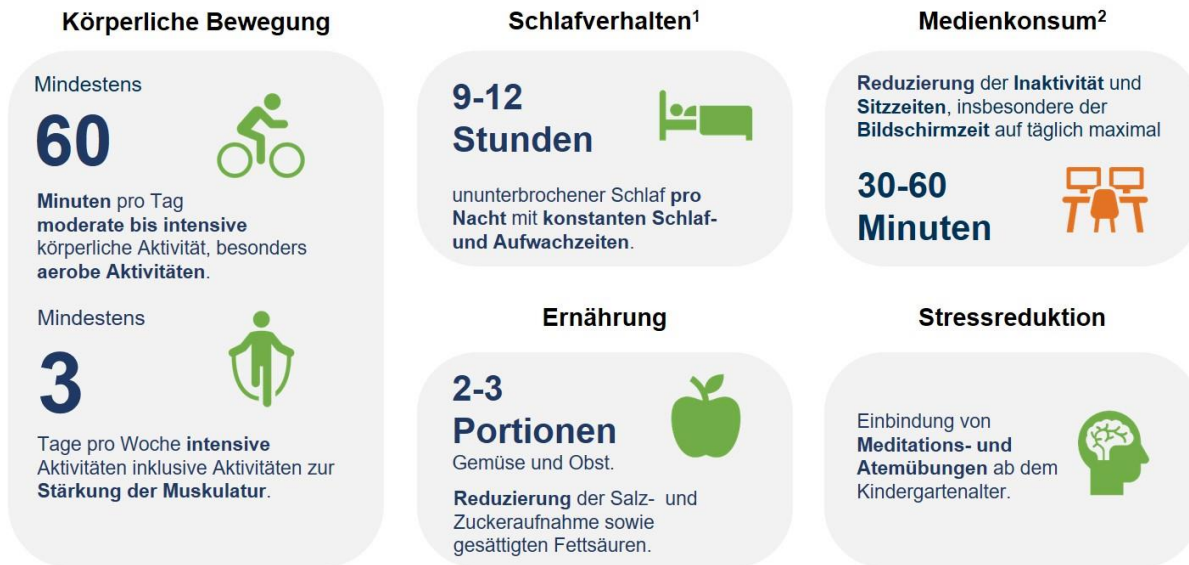 Körperliche Bewegung
Mindestens
60
Minuten pro Tag
moderate bis intensive
körperliche Aktivität, besonders
aerobe Aktivitäten.
Mindestens
3
Tage pro Woche intensive
Aktivitäten inklusive Aktivitäten zur
Stärkung der Muskulatur.
Schlafverhalten¹
9-12
Stunden
ununterbrochener Schlaf pro
Nacht mit konstanten Schlaf-
und Aufwachzeiten.
Medienkonsum²
Reduzierung der Inaktivität und
Sitzzeiten, insbesondere der
Bildschirmzeit auf täglich maximal
30-60
Minuten
Ernährung
2-3
Portionen
Gemüse und Obst.
Reduzierung der Salz- und
Zuckeraufnahme sowie
gesättigten Fettsäuren.
Stressreduktion
Einbindung von
Meditations- und
Atemübungen ab dem
Kindergartenalter.